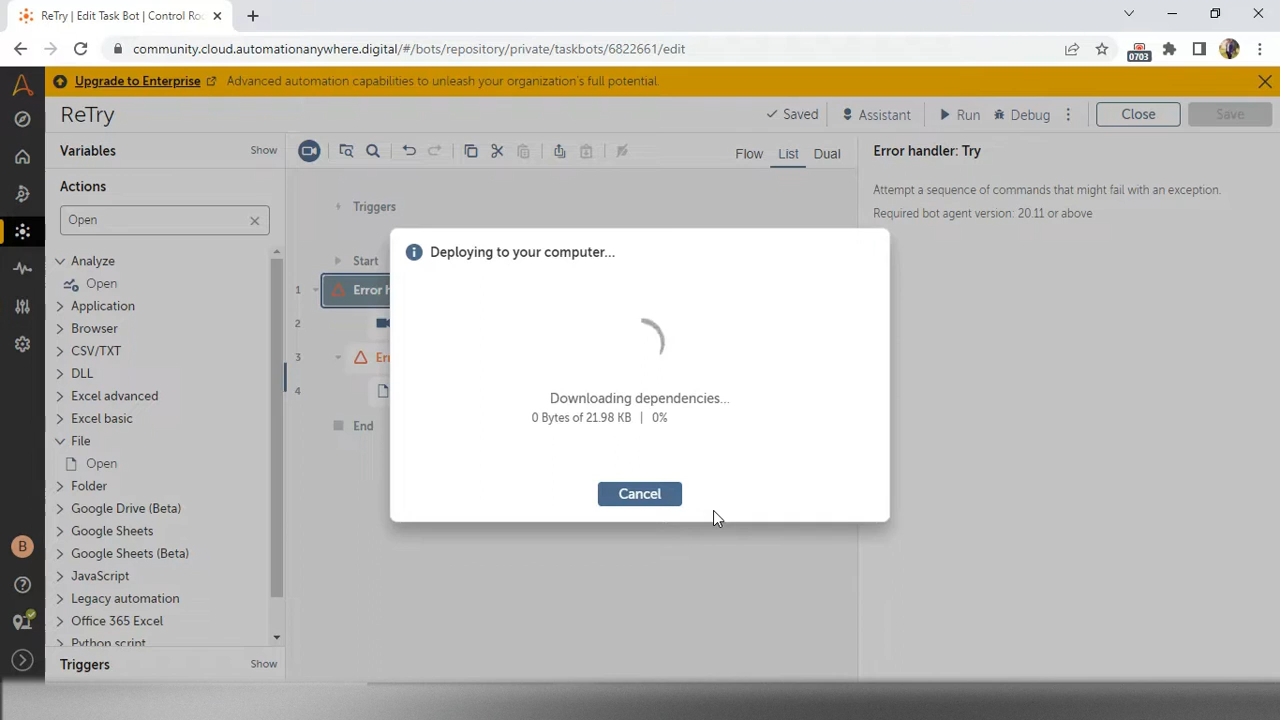 ReTry | Edit Task Bot | Control Ro
community.cloud.automationanywhere.digital/#/bots/repository/private/taskbots/6822661/edit
0703
Upgrade to Enterprise Advanced automation capabilities to unleash your organization's full potential.
ReTry
Saved Assistant Run Debug Close Save
Variables Show
Flow List Dual
Error handler: Try
Actions
Attempt a sequence of commands that might fail with an exception.
Required bot agent version: 20.11 or above
Open
Triggers
Deploying to your computer...
Analyze
Start
Open
1 Error h
Application
2
Browser
CSV/TXT
3 Err
DLL
4
Excel advanced
Downloading dependencies...
0 Bytes of 21.98 KB | 0%
Excel basic
End
File
Open
Folder
Cancel
Google Drive (Beta)
Google Sheets
Google Sheets (Beta)
B
JavaScript
Legacy automation
Office 365 Excel
Python script
Triggers Show